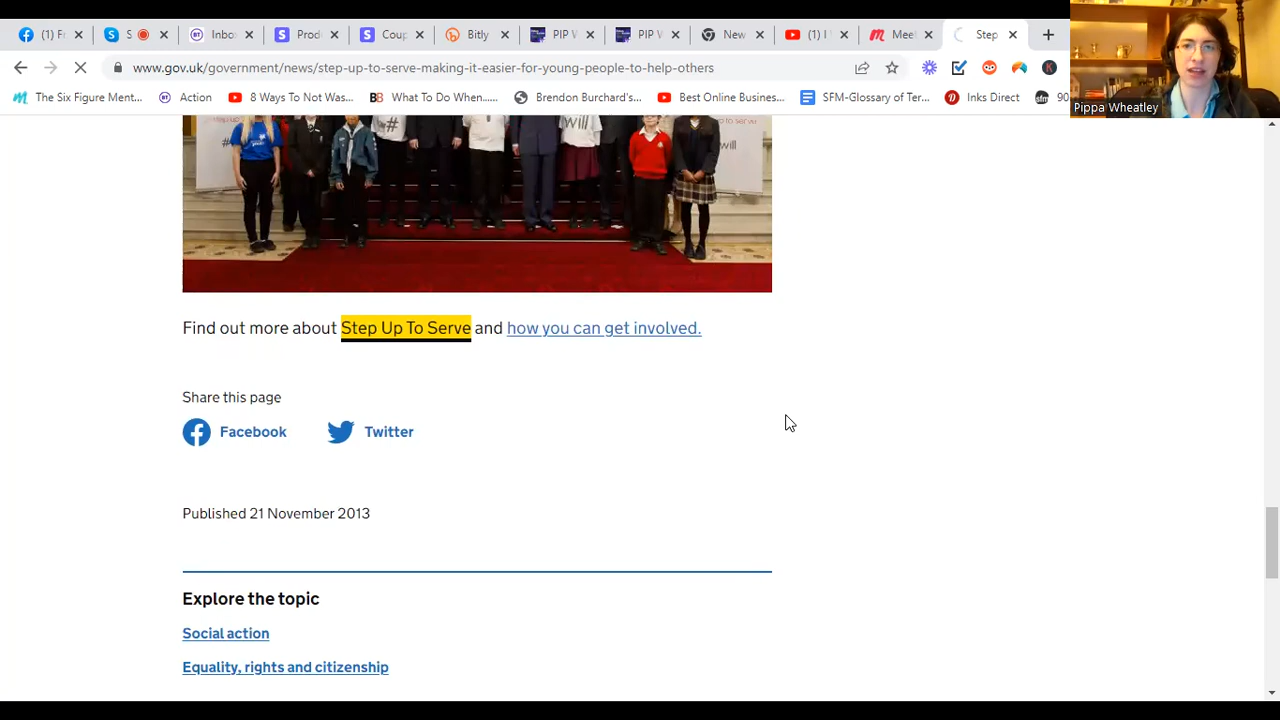 (1) F
S
Inbo
Prod
Coup
Bitly
PIP V
PIP V
New
(1) I
Meet
Step
www.gov.uk/government/news/step-up-to-serve-making-it-easier-for-young-people-to-help-others
The Six Figure Ment... Action 8 Ways To Not Was... What To Do When...... Brendon Burchard's... Best Online Busines... SFM-Glossary of Ter... Inks Direct 90
Pippa Wheatley
will
Find out more about Step Up To Serve and how you can get involved.
Share this page
Facebook Twitter
Published 21 November 2013
Explore the topic
Social action
Equality, rights and citizenship